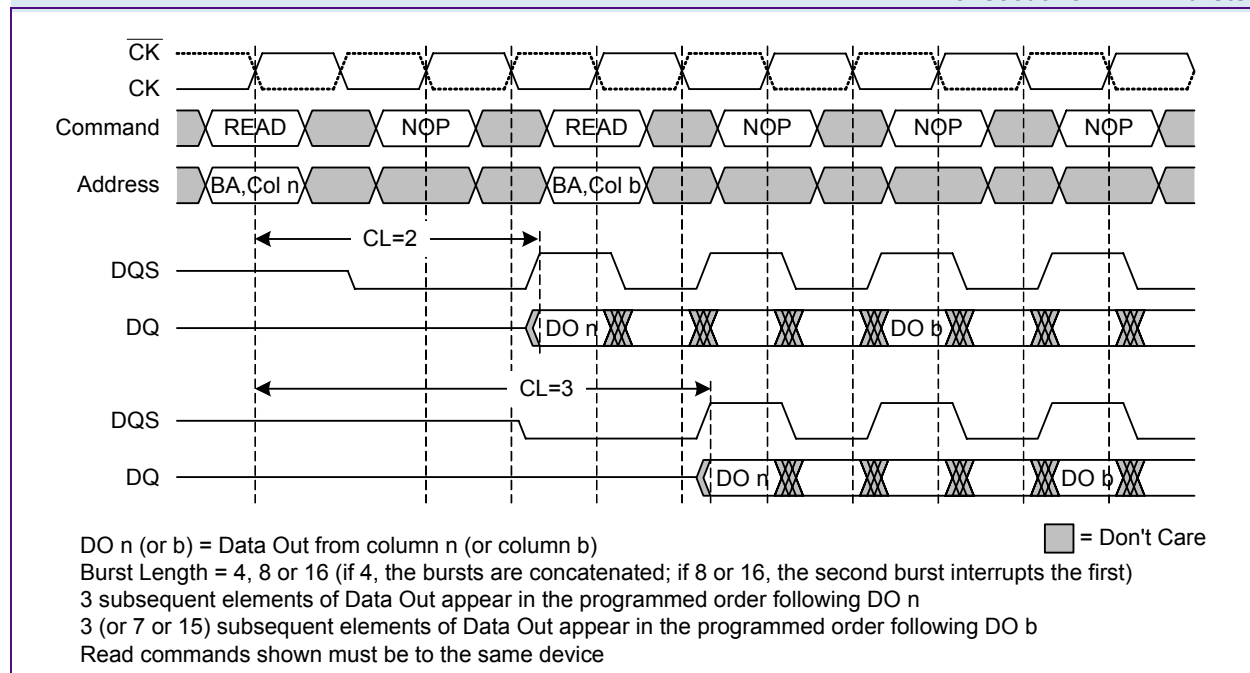 CK
CK
Command READ NOP READ NOP NOP NOP
Address BA,Col n BA,Col b
CL=2
DQS
DQ DO n DO b
CL=3
DQS
DQ DO n DO b
= Don't Care
DO n (or b) = Data Out from column n (or column b)
Burst Length = 4, 8 or 16 (if 4, the bursts are concatenated; if 8 or 16, the second burst interrupts the first)
3 subsequent elements of Data Out appear in the programmed order following DO n
3 (or 7 or 15) subsequent elements of Data Out appear in the programmed order following DO b
Read commands shown must be to the same device